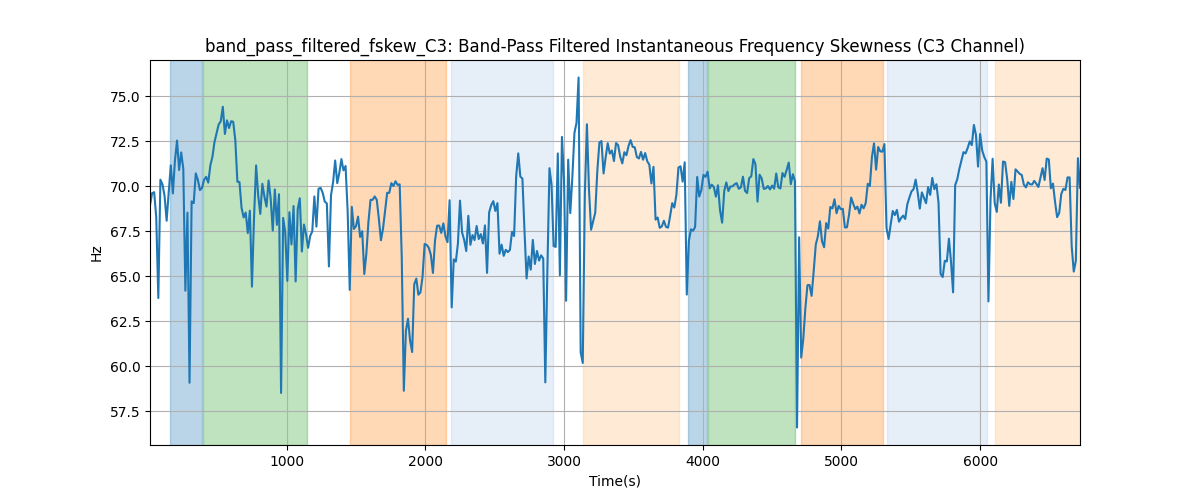 band_pass_filtered_fskew_C3: Band-Pass Filtered Instantaneous Frequency Skewness (C3 Channel)
75.0
72.5
70.0
67.5
65.0
62.5
60.0
57.5
Hz
1000 2000 3000 4000 5000 6000
Time(s)